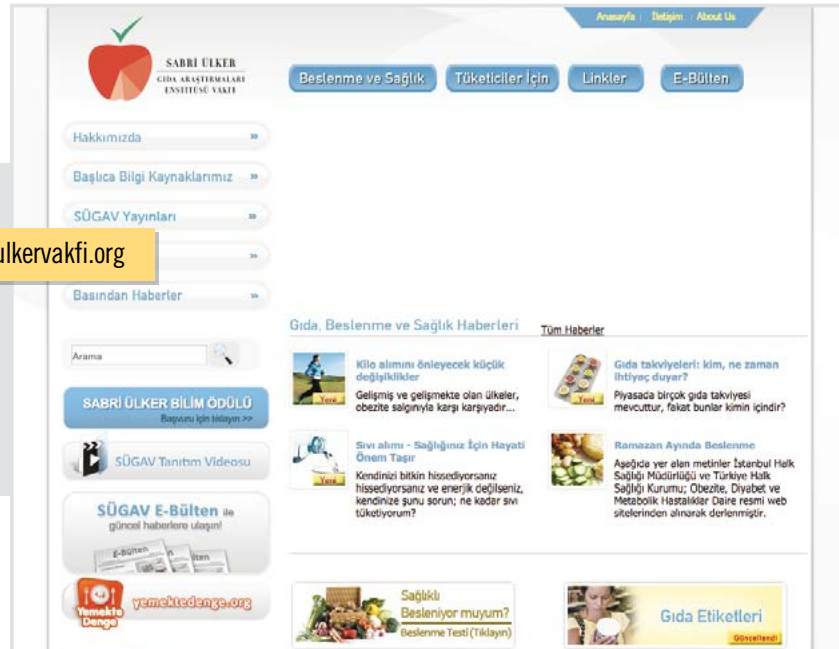 Anasayfa İletişim About Us
SABRİ ÜLKER
GIDA ARAŞTIRMALARI
ENSTİTÜSÜ VAKFI
Beslenme ve Sağlık Tüketiciler İçin Linkler E-Bülten
Hakkımızda »
Başlıca Bilgi Kaynaklarımız »
SÜGAV Yayınları »
ulkervakfi.org »
Basından Haberler »
Arama
SABRİ ÜLKER BİLİM ÖDÜLÜ
Başvuru için tıklayın >>
SÜGAV Tanıtım Videosu
SÜGAV E-Bülten ile
güncel haberlere ulaşın!
E-Bülten
Yemekte
Denge
yemektedenge.org
Gıda, Beslenme ve Sağlık Haberleri Tüm Haberler
Kilo alımını önleyecek küçük
değişiklikler
Yeni
Gelişmiş ve gelişmekte olan ülkeler,
obezite salgınıyla karşı karşıyadır...
Gıda takviyeleri: kim, ne zaman
ihtiyaç duyar?
Yeni
Piyasada birçok gıda takviyesi
mevcuttur, fakat bunlar kimin içindir?
Sıvı alımı - Sağlığınız İçin Hayati
Önem Taşır
Yeni
Kendinizi bitkin hissediyorsanız
hissediyorsanız ve enerjik değilseniz,
kendinize şunu sorun; ne kadar sıvı
tüketiyorum?
Ramazan Ayında Beslenme
Aşağıda yer alan metinler İstanbul Halk
Sağlığı Müdürlüğü ve Türkiye Halk
Sağlığı Kurumu; Obezite, Diyabet ve
Metabolik Hastalıklar Daire resmi web
sitelerinden alınarak derlenmiştir.
Sağlıklı
Besleniyor muyum?
Beslenme Testi (Tıklayın)
Gıda Etiketleri
Güncellendi